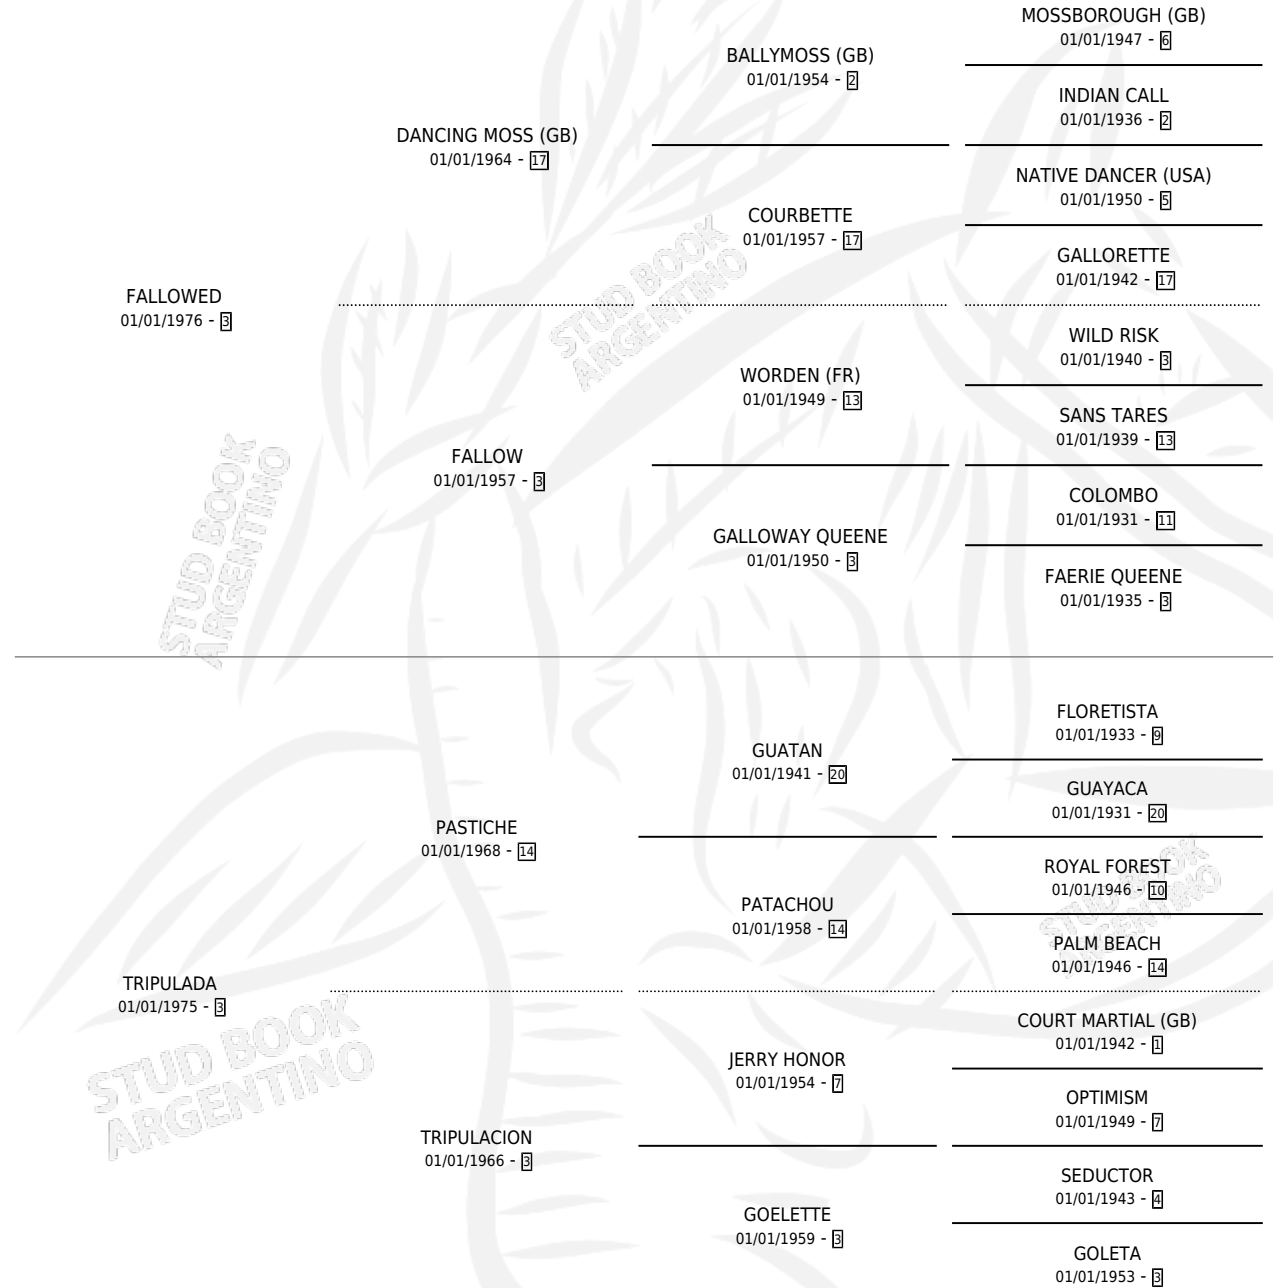 MOSSBOROUGH (GB)
01/01/1947 - 6
BALLYMOSS (GB)
01/01/1954 - 2
INDIAN CALL
01/01/1936 - 2
DANCING MOSS (GB)
01/01/1964 - 17
NATIVE DANCER (USA)
01/01/1950 - 5
COURBETTE
01/01/1957 - 17
GALLORETTE
01/01/1942 - 17
FALLOWED
01/01/1976 - 3
STUD BOOK
ARGENTINO
WILD RISK
01/01/1940 - 3
WORDEN (FR)
01/01/1949 - 13
SANS TARES
01/01/1939 - 13
FALLOW
01/01/1957 - 3
COLOMBO
01/01/1931 - 11
GALLOWAY QUEENE
01/01/1950 - 3
FAERIE QUEENE
01/01/1935 - 3
STUD BOOK
ARGENTINO
FLORETISTA
01/01/1933 - 9
GUATAN
01/01/1941 - 20
GUAYACA
01/01/1931 - 20
PASTICHE
01/01/1968 - 14
ROYAL FOREST
01/01/1946 - 10
PATACHOU
01/01/1958 - 14
PALM BEACH
01/01/1946 - 14
STUD BOOK
ARGENTINO
TRIPULADA
01/01/1975 - 3
COURT MARTIAL (GB)
01/01/1942 - 1
JERRY HONOR
01/01/1954 - 7
OPTIMISM
01/01/1949 - 7
STUD BOOK
ARGENTINO
TRIPULACION
01/01/1966 - 3
SEDUCTOR
01/01/1943 - 4
GOELETTE
01/01/1959 - 3
GOLETA
01/01/1953 - 3